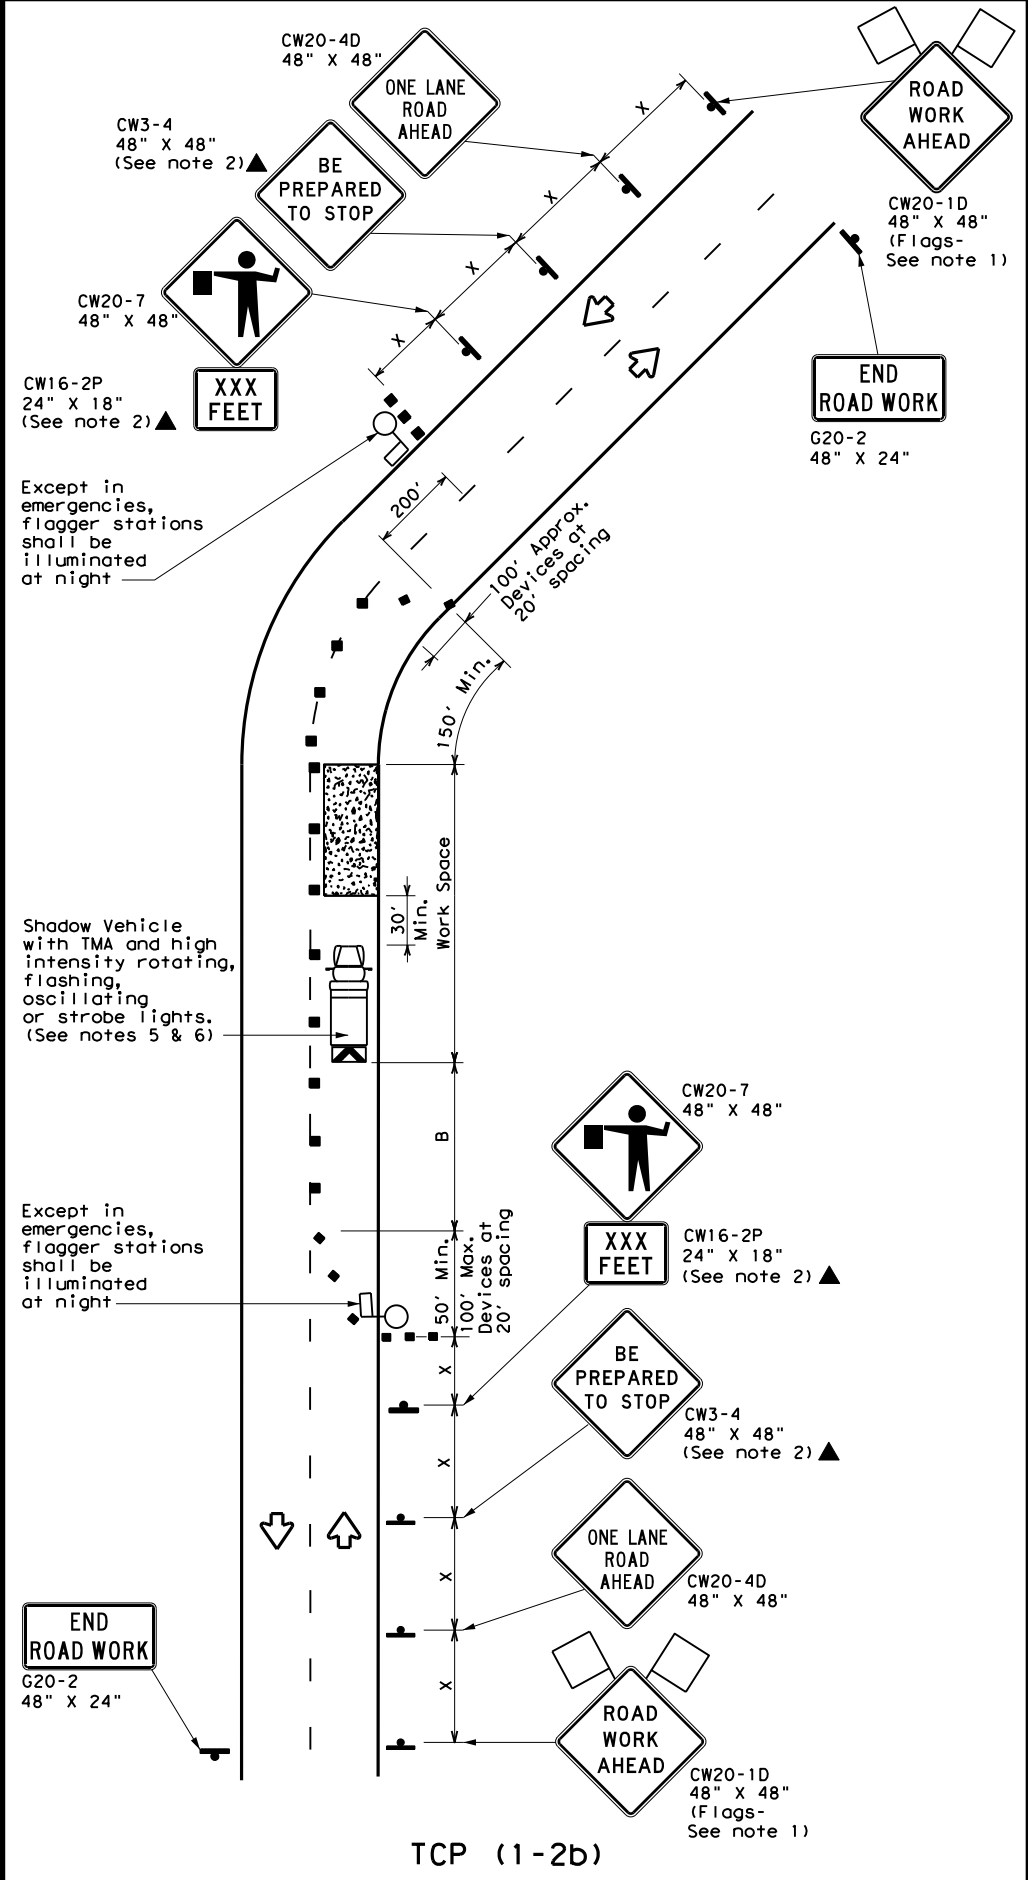 CW20-4D
48" X 48"
ONE LANE
ROAD
AHEAD
ROAD
WORK
AHEAD
CW20-1D
48" X 48"
(Flags-
See note 1)
CW3-4
48" X 48"
(See note 2)
BE
PREPARED
TO STOP
X
X
X
X
CW20-7
48" X 48"
CW16-2P
24" X 18"
(See note 2)
XXX
FEET
END
ROAD WORK
G20-2
48" X 24"
Except in
emergencies,
flagger stations
shall be
illuminated
at night
200'
100' Approx.
Devices at
20' spacing
150' Min.
Work Space
30'
Min.
Shadow Vehicle
with TMA and high
intensity rotating,
flashing,
oscillating
or strobe lights.
(See notes 5 & 6)
B
CW20-7
48" X 48"
XXX
FEET
CW16-2P
24" X 18"
(See note 2)
Except in
emergencies,
flagger stations
shall be
illuminated
at night
50' Min.
100' Max.
Devices at
20' spacing
X
X
X
X
BE
PREPARED
TO STOP
CW3-4
48" X 48"
(See note 2)
ONE LANE
ROAD
AHEAD
CW20-4D
48" X 48"
END
ROAD WORK
G20-2
48" X 24"
ROAD
WORK
AHEAD
CW20-1D
48" X 48"
(Flags-
See note 1)
TCP (1-2b)